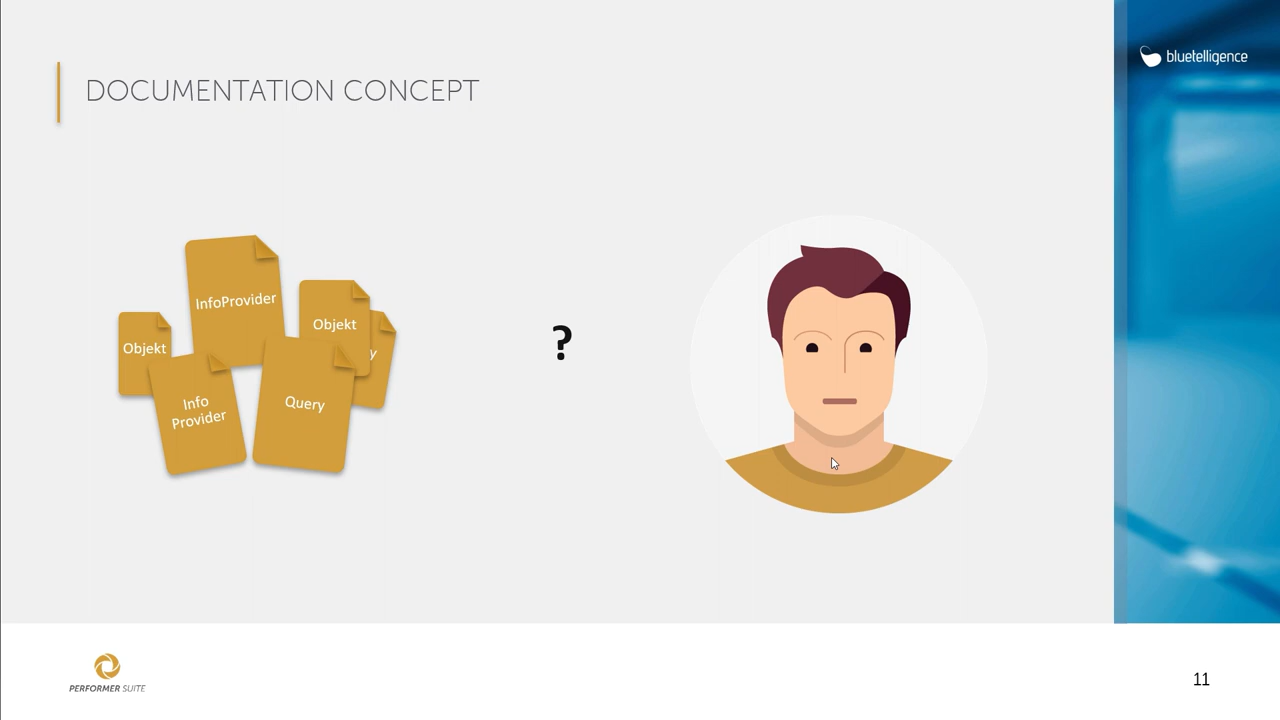 bluetelligence
DOCUMENTATION CONCEPT
InfoProvider
Objekt
Objekt
y
Info
Provider
Query
?
PERFORMER SUITE
11